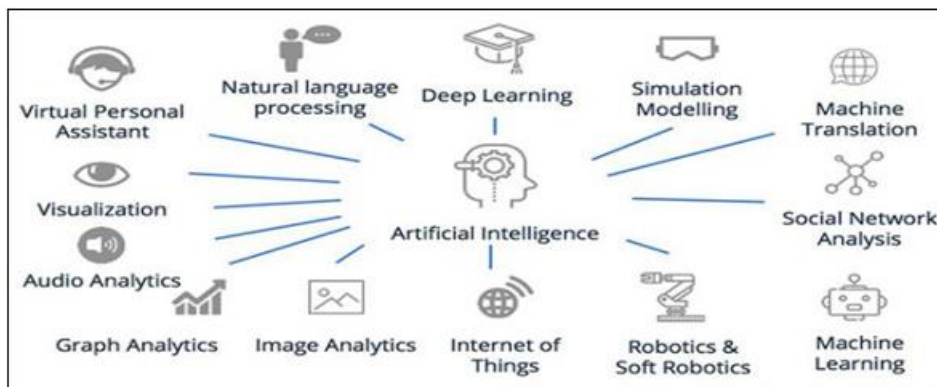 Virtual Personal
Assistant
Natural language
processing
Deep Learning
Simulation
Modelling
Machine
Translation
Visualization
Artificial Intelligence
Social Network
Analysis
Audio Analytics
Graph Analytics
Image Analytics
Internet of
Things
Robotics &
Soft Robotics
Machine
Learning